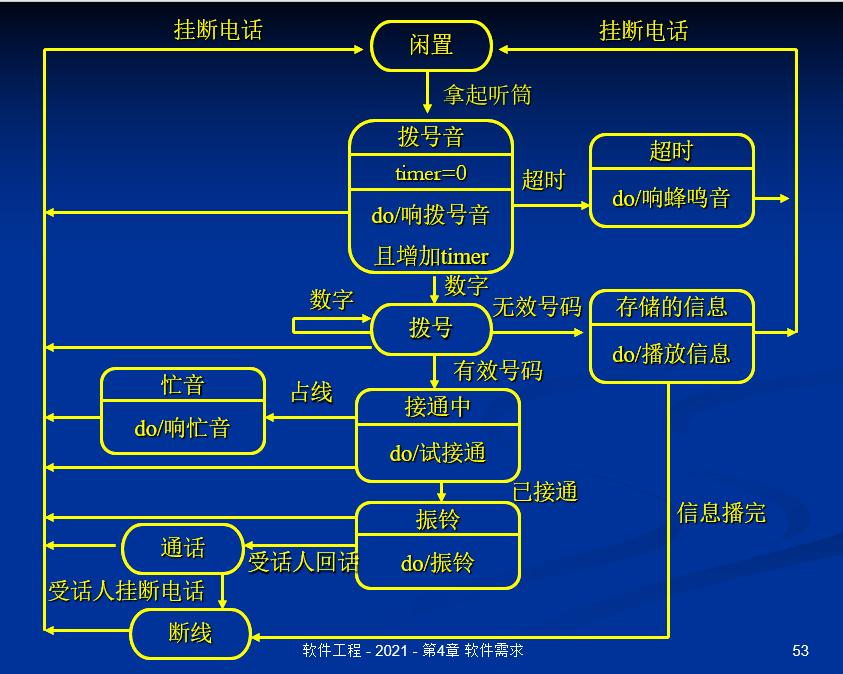 挂断电话
闲置
挂断电话
拿起听筒
拨号音
timer=0
do/响拨号音
且增加timer
超时
超时
do/响蜂鸣音
数字
数字
拨号
无效号码
存储的信息
do/播放信息
有效号码
忙音
do/响忙音
占线
接通中
do/试接通
已接通
振铃
do/振铃
信息播完
通话
受话人回话
受话人挂断电话
断线
软件工程 - 2021 - 第4章 软件需求
53